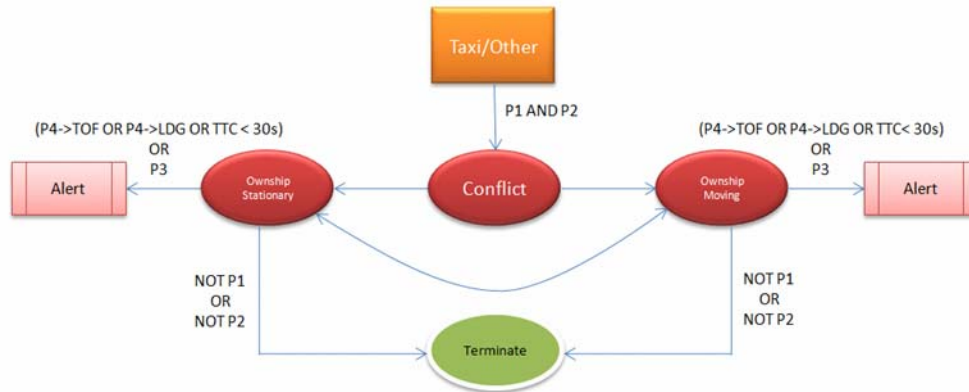 Taxi/Other
P1 AND P2
(P4->TOF OR P4->LDG OR TTC < 30s)
OR
P3
(P4->TOF OR P4->LDG OR TTC< 30s)
OR
P3
Alert
Ownship
Stationary
Conflict
Ownship
Moving
Alert
NOT P1
OR
NOT P2
NOT P1
OR
NOT P2
Terminate